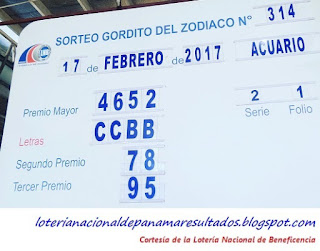 SORTEO GORDITO DEL ZODIACO N° 314
17 de FEBRERO de 2017 ACUARIO
Premio Mayor 4652 2 1
Serie Folio
Letras CCBB
Segundo Premio 78
Tercer Premio 95
loterianacionaldepanamaresultados.blogspot.com
Cortesía de la Lotería Nacional de Beneficencia